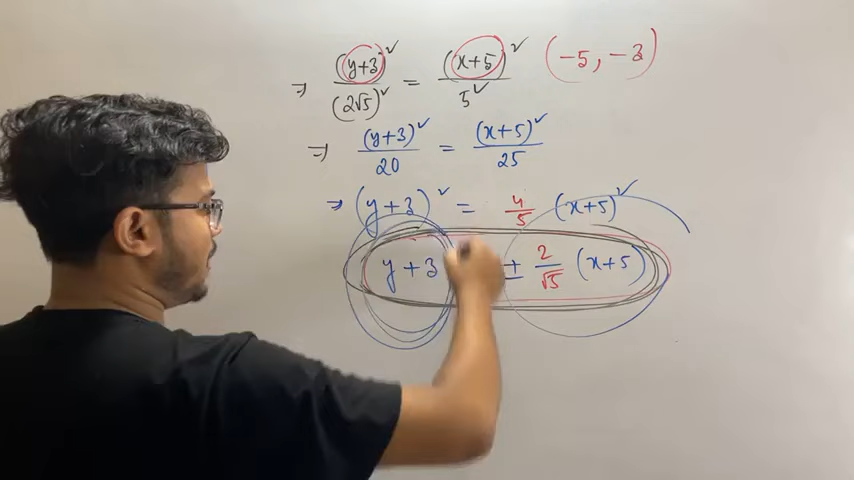 ⇒ (y+3)² / (2√5)² = (x+5)² / 5² (-5, -3)
⇒ (y+3)² / 20 = (x+5)² / 25
⇒ (y+3)² = 4/5 (x+5)²
y+3 ± 2/√5 (x+5)